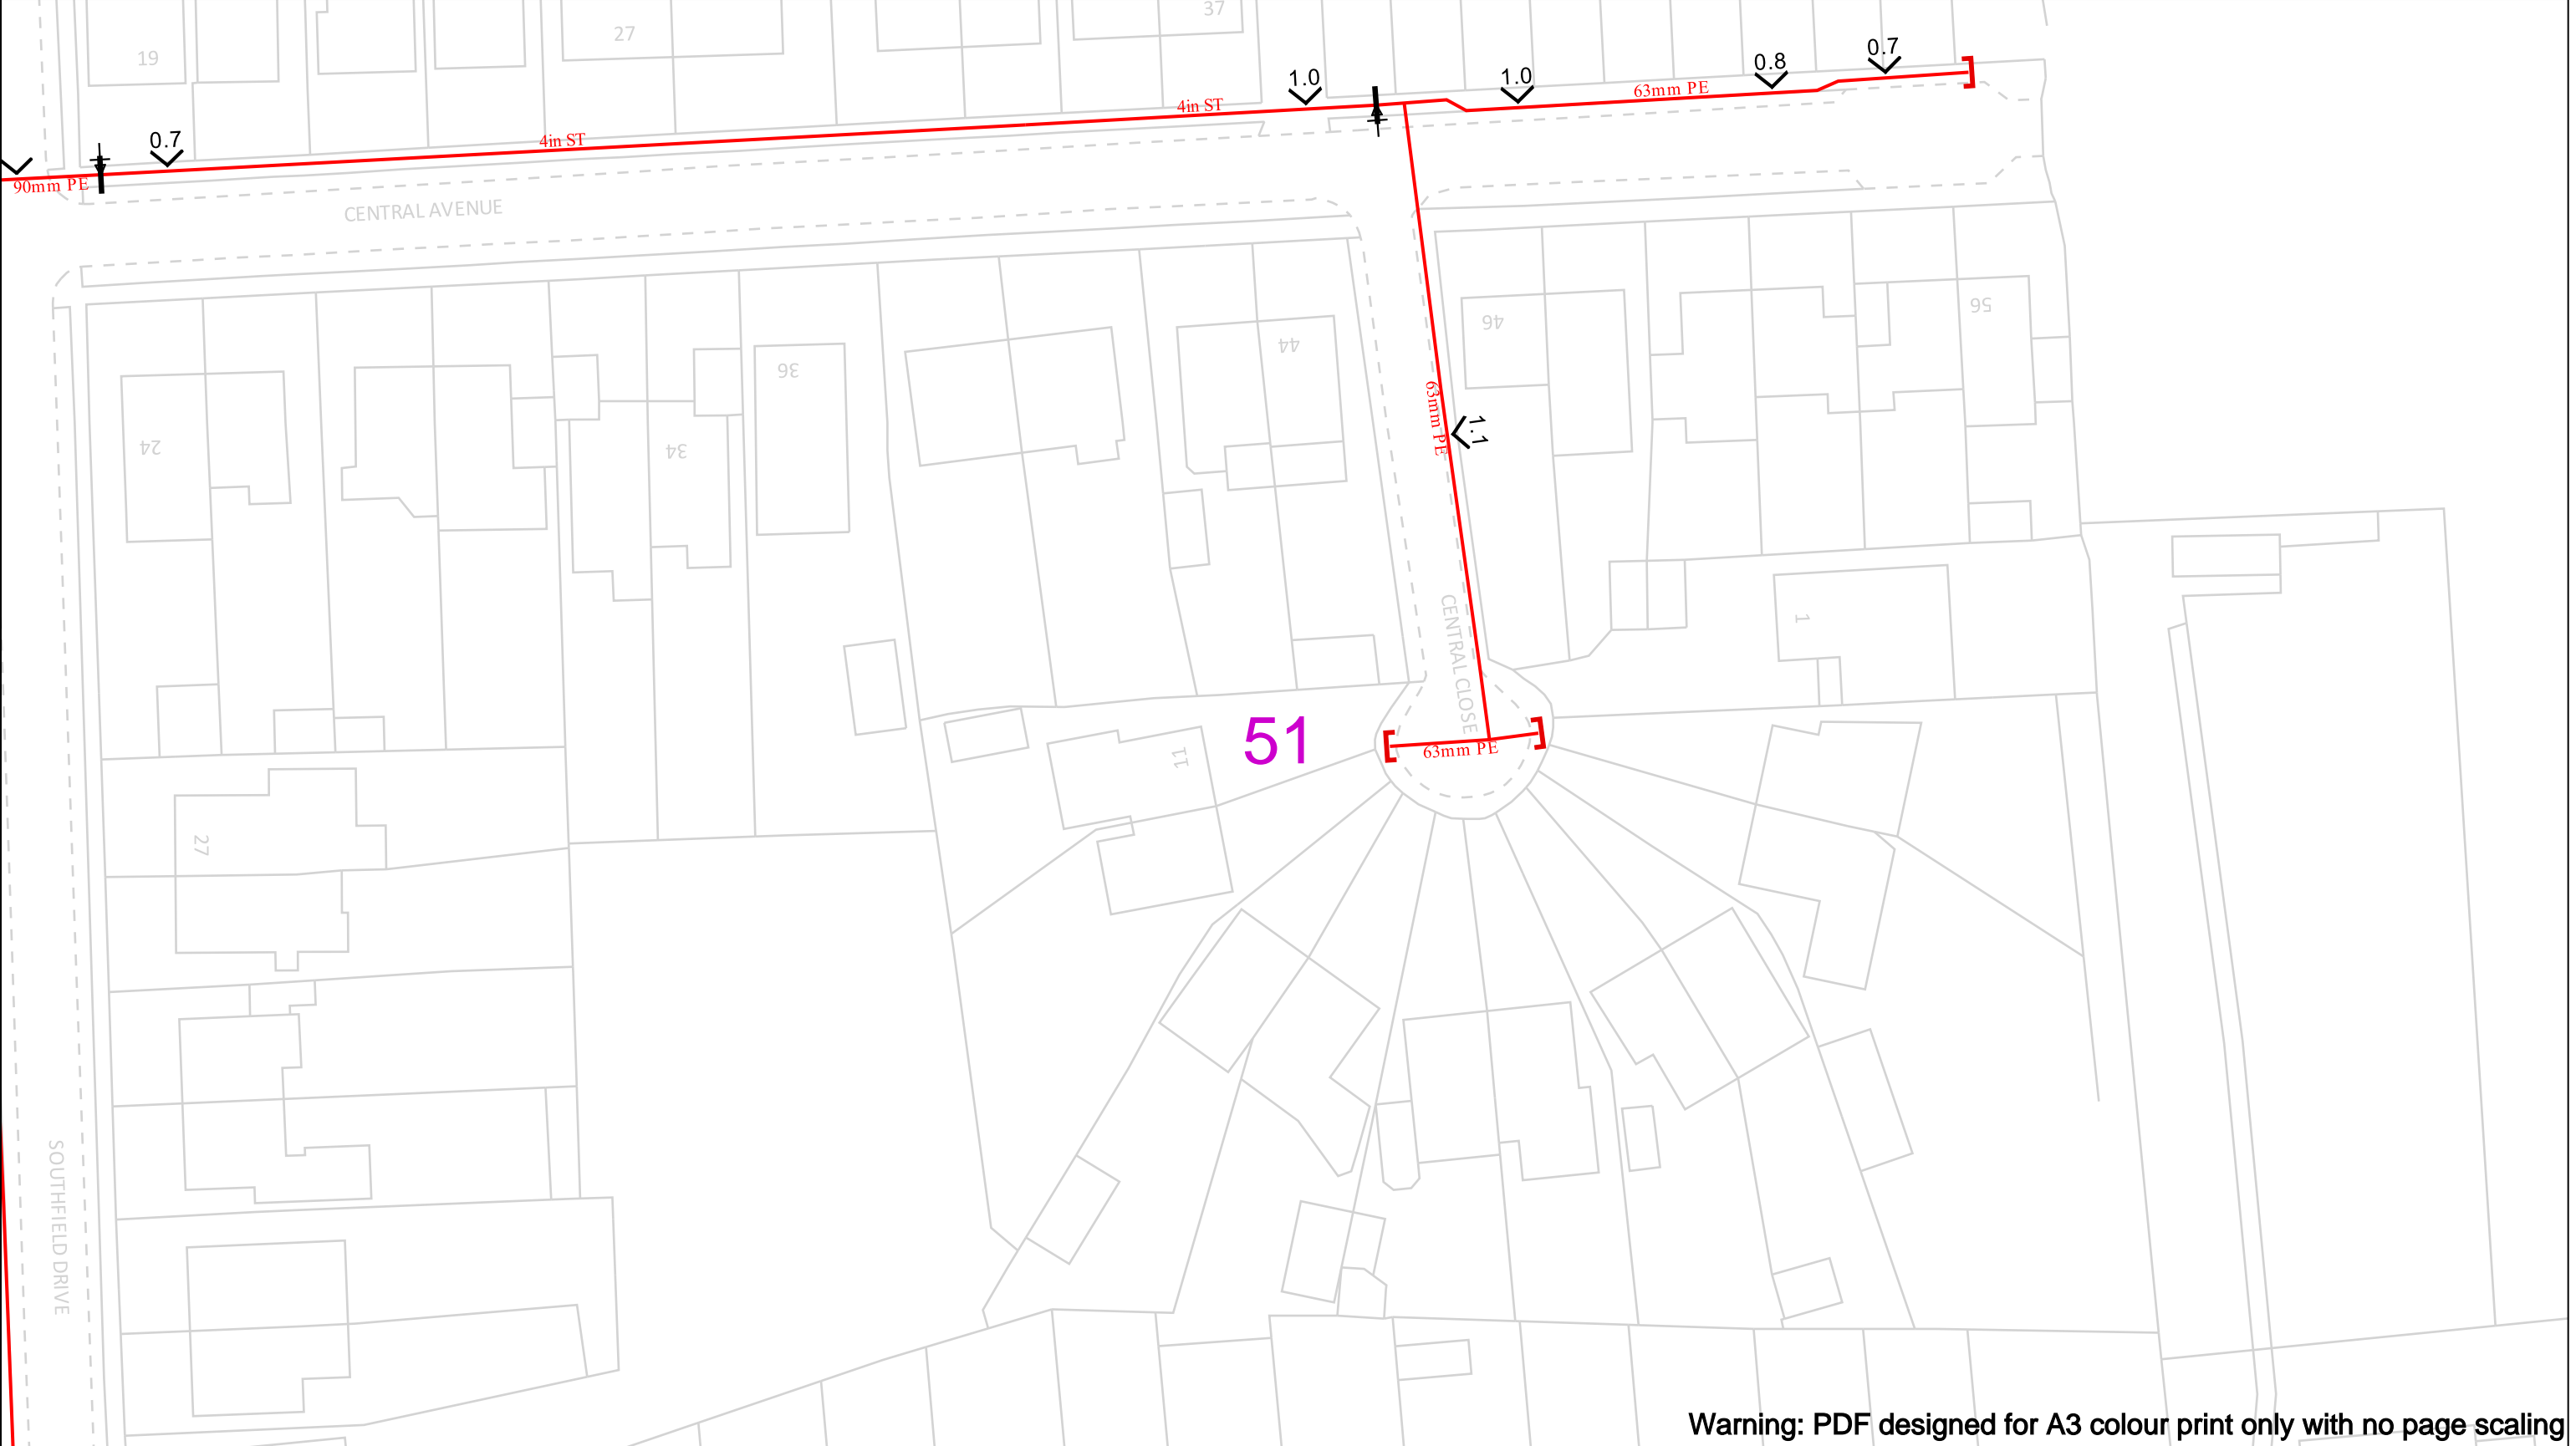 37
27
19
0.7
0.8
1.0
1.0
63mm PE
4in ST
4in ST
0.7
90mm PE
CENTRAL AVENUE
56
46
44
36
24
34
63mm PE
1.1
1
CENTRAL CLOSE
51
11
63mm PE
27
SOUTHFIELD DRIVE
Warning: PDF designed for A3 colour print only with no page scaling